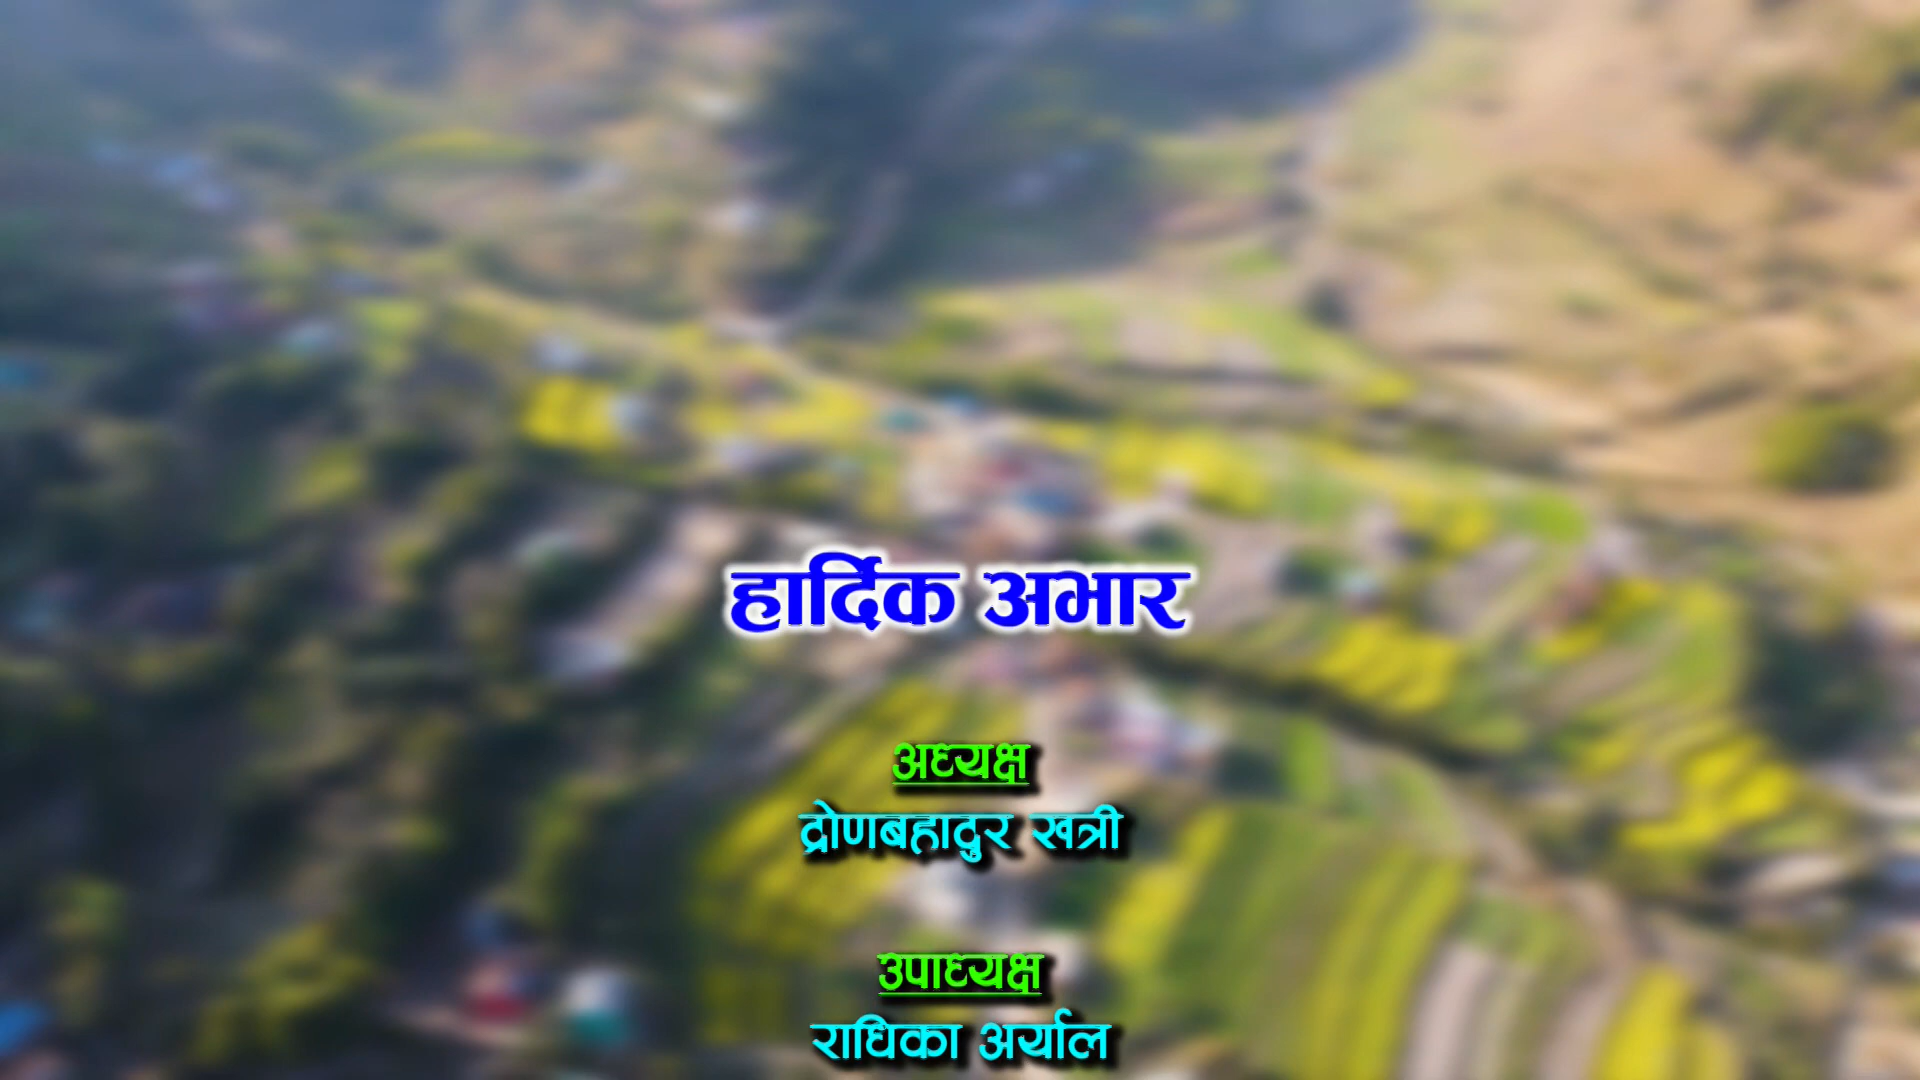 हार्दिक अभार
अध्यक्ष
द्रोणबहादुर खत्री
उपाध्यक्ष
राधिका अर्याल